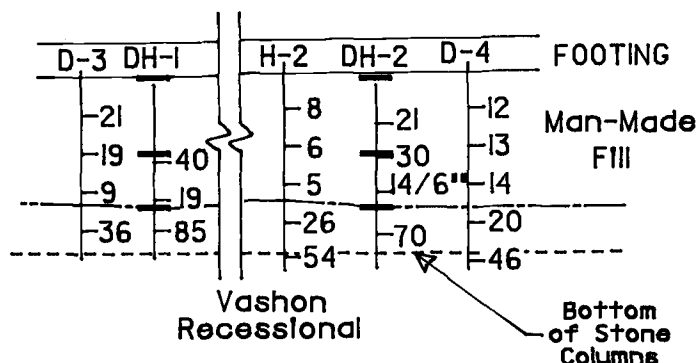 D-3 DH-1 H-2 DH-2 D-4 FOOTING
21 8 21 12
19 40 6 30 13
9 19 5 14/6" 14
36 85 26 70 20
54 46
Man-Made
Fill
Vashon
Recessional
Bottom
of Stone
Columns